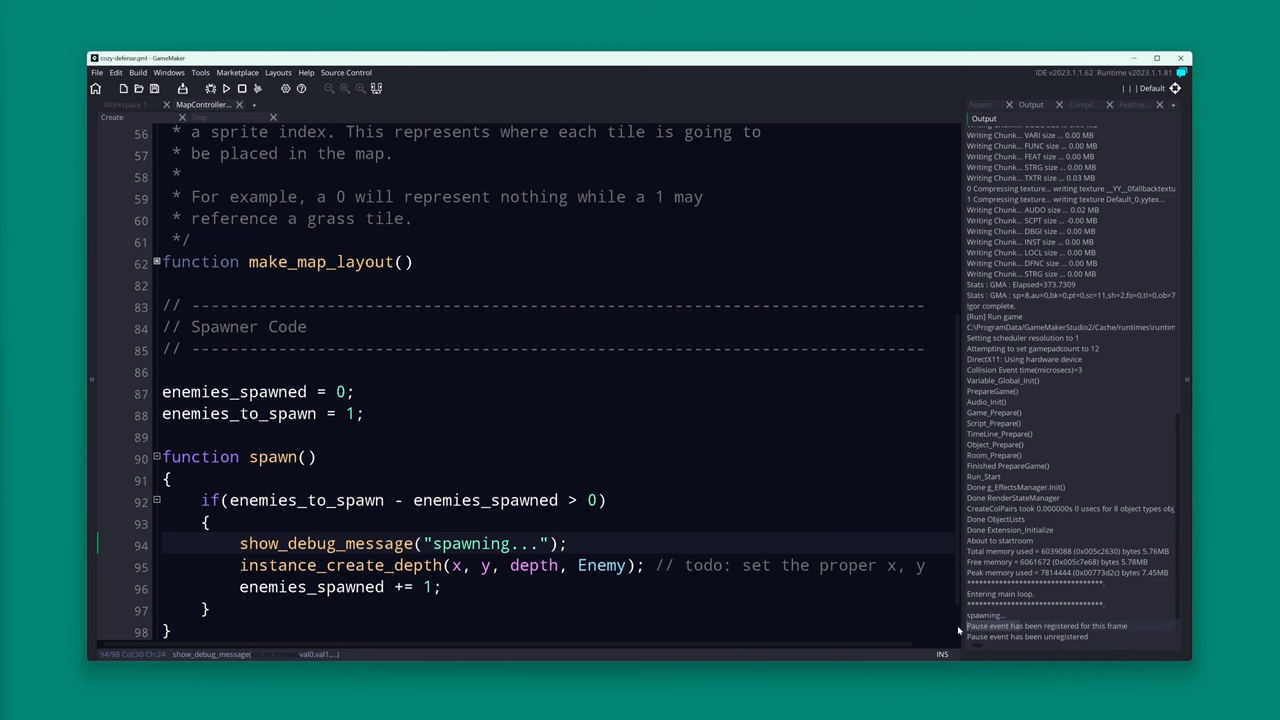 cozy-defense.gml - GameMaker
File Edit Build Windows Tools Marketplace Layouts Help Source Control
IDE v2023.1.1.62 Runtime v2023.1.1.81
Default
Workspace 1 MapController...
Assets Output Compil... Feather...
Create Step
Output
56 * a sprite index. This represents where each tile is going to
57 * be placed in the map.
58 *
59 * For example, a 0 will represent nothing while a 1 may
60 * reference a grass tile.
61 */
62 function make_map_layout()
82
83 // -----------------------------------------------------------------------------
84 // Spawner Code
85 // -----------------------------------------------------------------------------
86
87 enemies_spawned = 0;
88 enemies_to_spawn = 1;
89
90 function spawn()
91 {
92 if(enemies_to_spawn - enemies_spawned > 0)
93 {
94 show_debug_message("spawning...");
95 instance_create_depth(x, y, depth, Enemy); // todo: set the proper x, y
96 enemies_spawned += 1;
97 }
98 }
Writing Chunk... VARI size ... 0.00 MB
Writing Chunk... FUNC size ... 0.00 MB
Writing Chunk... FEAT size ... 0.00 MB
Writing Chunk... STRG size ... 0.00 MB
Writing Chunk... TXTR size ... 0.03 MB
0 Compressing texture... writing texture __YY__0fallbacktextu
1 Compressing texture... writing texture Default_0.yytex...
Writing Chunk... AUDO size ... 0.02 MB
Writing Chunk... SCPT size ... -0.00 MB
Writing Chunk... DBGI size ... 0.00 MB
Writing Chunk... INST size ... 0.00 MB
Writing Chunk... LOCL size ... 0.00 MB
Writing Chunk... DFNC size ... 0.00 MB
Writing Chunk... STRG size ... 0.00 MB
Stats : GMA : Elapsed=373.7309
Stats : GMA : sp=8,au=0,bk=0,pt=0,sc=11,sh=2,fo=0,tl=0,ob=7
Igor complete.
[Run] Run game
C:\ProgramData/GameMakerStudio2/Cache/runtimes\runtim
Setting scheduler resolution to 1
Attempting to set gamepadcount to 12
DirectX11: Using hardware device
Collision Event time(microsecs)=3
Variable_Global_Init()
PrepareGame()
Audio_Init()
Game_Prepare()
Script_Prepare()
TimeLine_Prepare()
Object_Prepare()
Room_Prepare()
Finished PrepareGame()
Run_Start
Done g_EffectsManager.Init()
Done RenderStateManager
CreateColPairs took 0.000000s 0 usecs for 8 object types obj
Done ObjectLists
Done Extension_Initialize
About to startroom
Total memory used = 6039088 (0x005c2630) bytes 5.76MB
Free memory = 6061672 (0x005c7e68) bytes 5.78MB
Peak memory used = 7814444 (0x00773d2c) bytes 7.45MB
**********************************.
Entering main loop.
**********************************.
spawning...
Pause event has been registered for this frame
Pause event has been unregistered
94/98 Col:30 Ch:24 show_debug_message( val0,val1,...) INS